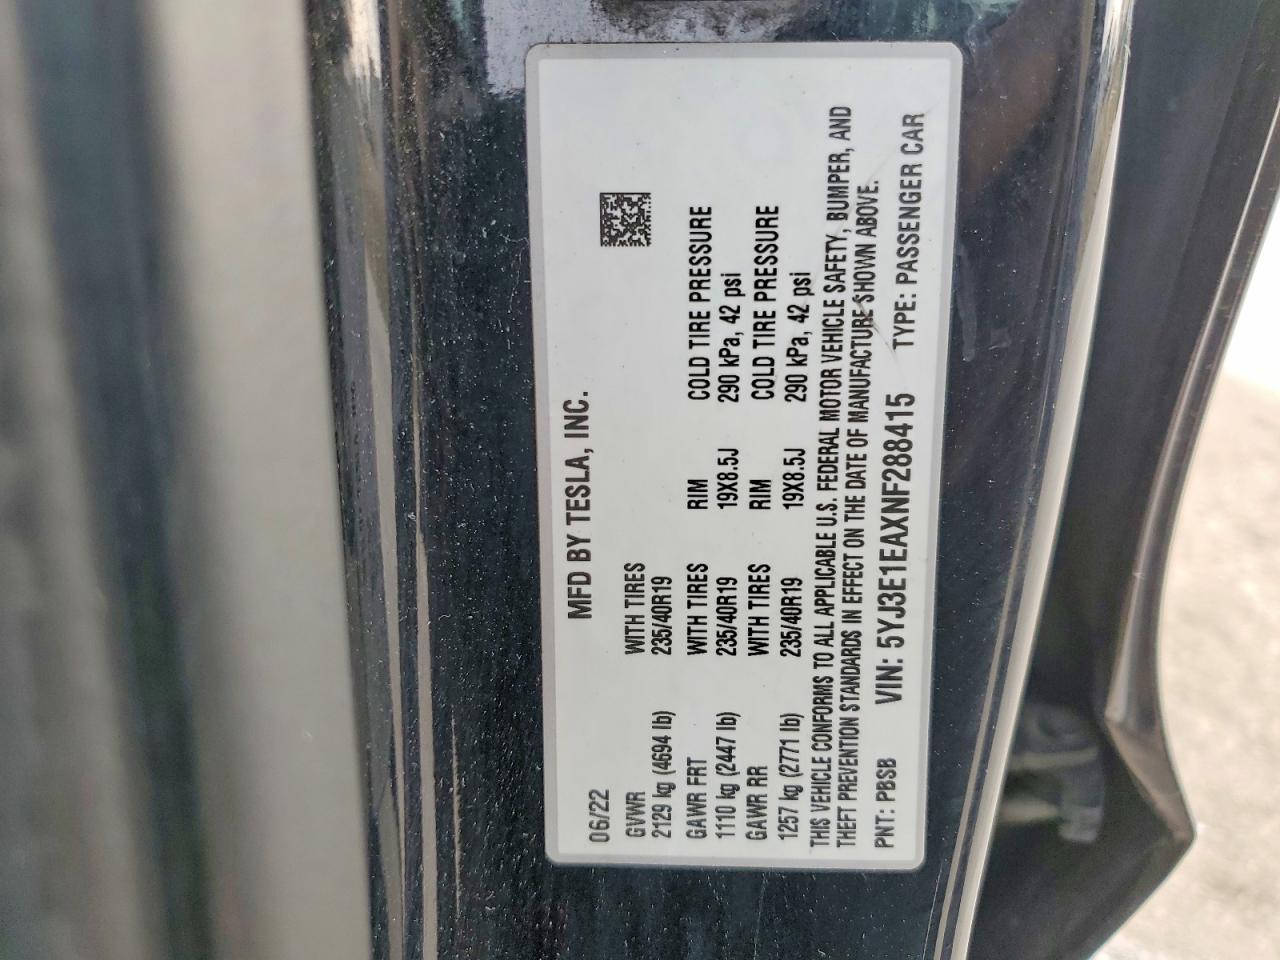 MFD BY TESLA, INC.
06/22
GVWR WITH TIRES
2129 kg (4694 lb) 235/40R19
GAWR FRT WITH TIRES RIM COLD TIRE PRESSURE
1110 kg (2447 lb) 235/40R19 19X8.5J 290 kPa, 42 psi
GAWR RR WITH TIRES RIM COLD TIRE PRESSURE
1257 kg (2771 lb) 235/40R19 19X8.5J 290 kPa, 42 psi
THIS VEHICLE CONFORMS TO ALL APPLICABLE U.S. FEDERAL MOTOR VEHICLE SAFETY, BUMPER, AND
THEFT PREVENTION STANDARDS IN EFFECT ON THE DATE OF MANUFACTURE SHOWN ABOVE.
PNT: PBSB VIN: 5YJ3E1EAXNF288415 TYPE: PASSENGER CAR